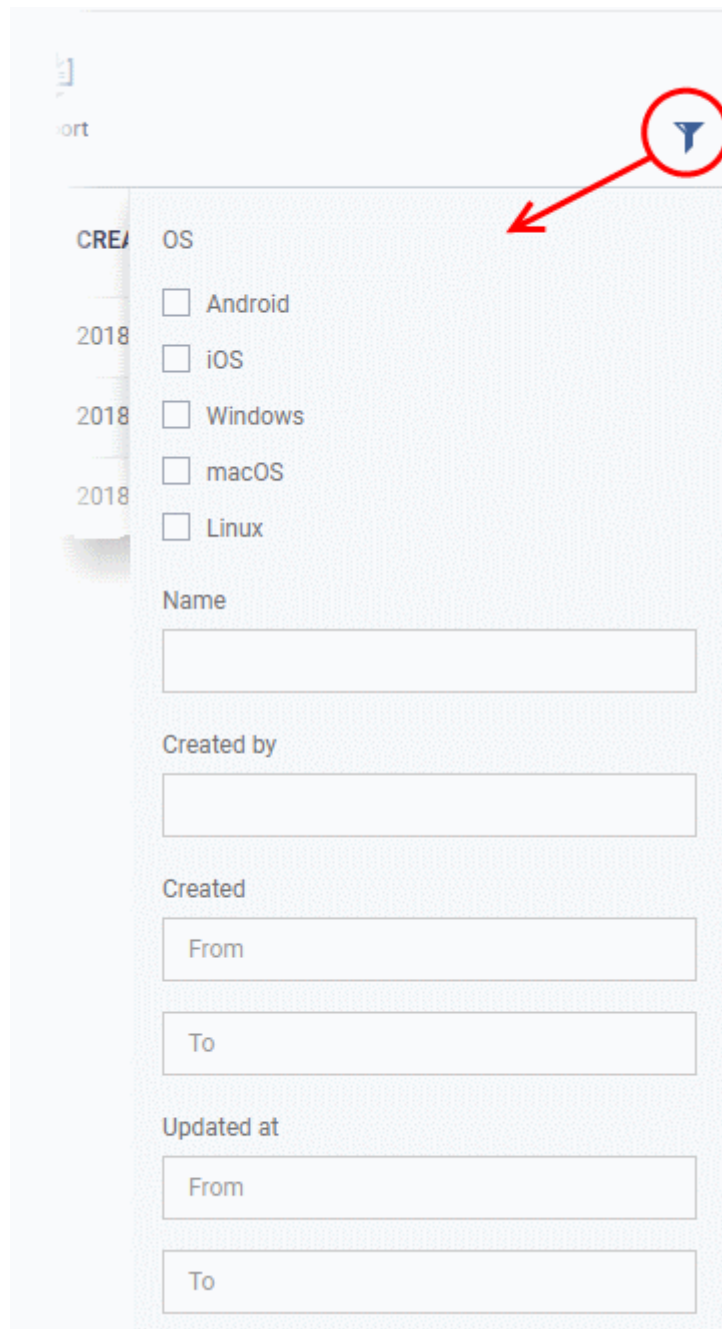 ort
CREA
OS
Android
2018
iOS
2018
Windows
macOS
2018
Linux
Name
Created by
Created
From
To
Updated at
From
To